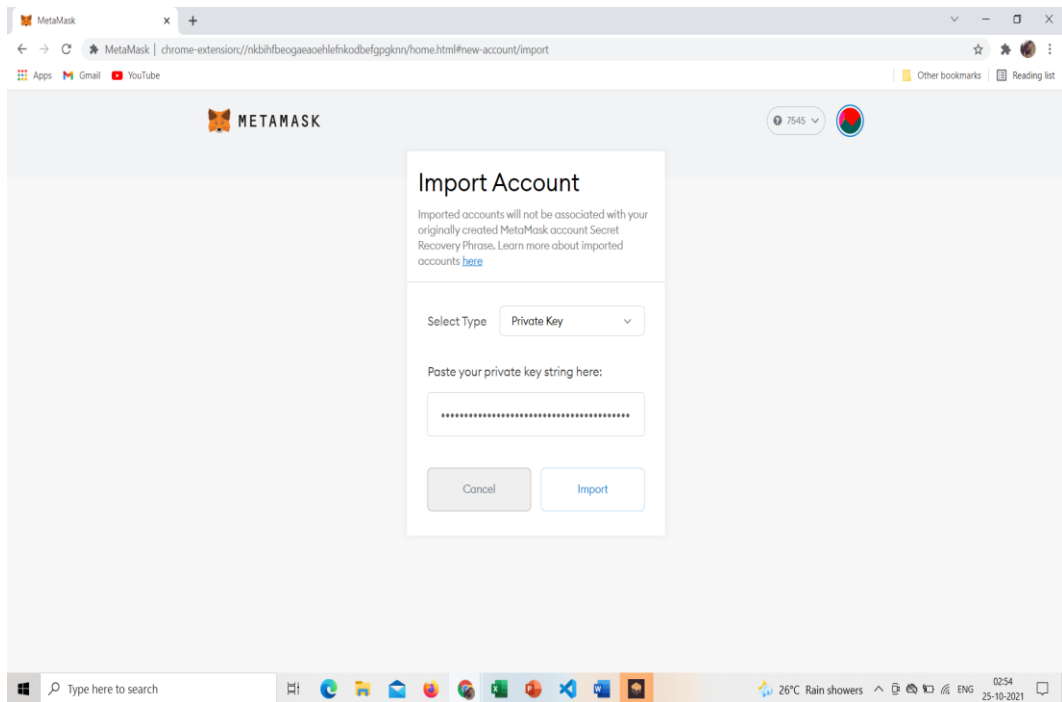 MetaMask
MetaMask | chrome-extension://nkbihfbeogaeaoehlefnkodbefgpgknn/home.html#new-account/import
Apps Gmail YouTube Other bookmarks Reading list
METAMASK
7545
Import Account
Imported accounts will not be associated with your
originally created MetaMask account Secret
Recovery Phrase. Learn more about imported
accounts here
Select Type Private Key
Paste your private key string here:
Cancel Import
Type here to search
26°C Rain showers ENG 02:54
25-10-2021